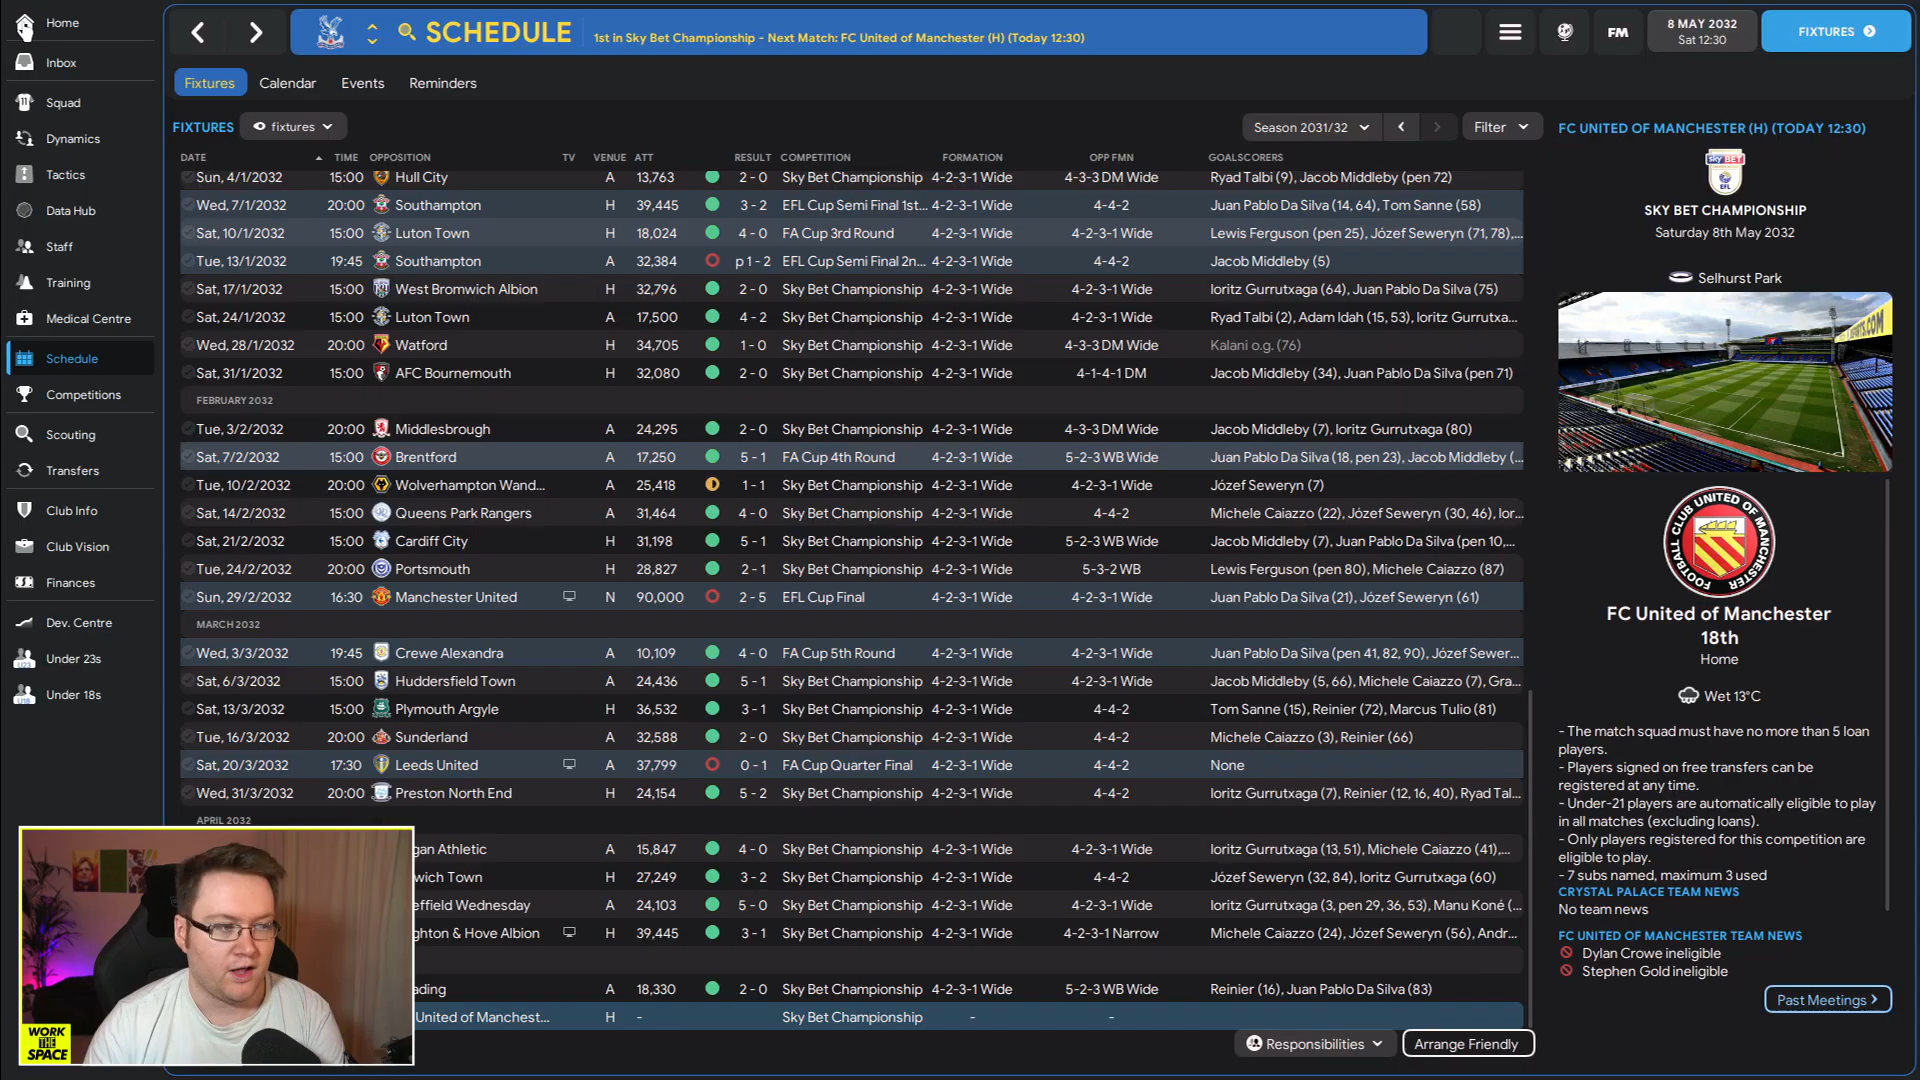 Home
Inbox
Squad
Dynamics
Tactics
Data Hub
Staff
Training
Medical Centre
Schedule
Competitions
Scouting
Transfers
Club Info
Club Vision
Finances
Dev. Centre
Under 23s
Under 18s
SCHEDULE
1st in Sky Bet Championship - Next Match: FC United of Manchester (H) (Today 12:30)
FM
8 MAY 2032
Sat 12:30
FIXTURES
Fixtures Calendar Events Reminders
FIXTURES fixtures Season 2031/32 Filter
DATE TIME OPPOSITION TV VENUE ATT RESULT COMPETITION FORMATION OPP FMN GOALSCORERS
Sun, 4/1/2032 15:00 Hull City A 13,763 2 - 0 Sky Bet Championship 4-2-3-1 Wide 4-3-3 DM Wide Ryad Talbi (9), Jacob Middleby (pen 72)
Wed, 7/1/2032 20:00 Southampton H 39,445 3 - 2 EFL Cup Semi Final 1st... 4-2-3-1 Wide 4-4-2 Juan Pablo Da Silva (14, 64), Tom Sanne (58)
Sat, 10/1/2032 15:00 Luton Town H 18,024 4 - 0 FA Cup 3rd Round 4-2-3-1 Wide 4-2-3-1 Wide Lewis Ferguson (pen 25), Józef Seweryn (71, 78),...
Tue, 13/1/2032 19:45 Southampton A 32,384 p 1 - 2 EFL Cup Semi Final 2n... 4-2-3-1 Wide 4-4-2 Jacob Middleby (5)
Sat, 17/1/2032 15:00 West Bromwich Albion H 32,796 2 - 0 Sky Bet Championship 4-2-3-1 Wide 4-2-3-1 Wide Ioritz Gurrutxaga (64), Juan Pablo Da Silva (75)
Sat, 24/1/2032 15:00 Luton Town A 17,500 4 - 2 Sky Bet Championship 4-2-3-1 Wide 4-2-3-1 Wide Ryad Talbi (2), Adam Idah (15, 53), Ioritz Gurrutxa...
Wed, 28/1/2032 20:00 Watford H 34,705 1 - 0 Sky Bet Championship 4-2-3-1 Wide 4-3-3 DM Wide Kalani o.g. (76)
Sat, 31/1/2032 15:00 AFC Bournemouth H 32,080 2 - 0 Sky Bet Championship 4-2-3-1 Wide 4-1-4-1 DM Jacob Middleby (34), Juan Pablo Da Silva (pen 71)
FEBRUARY 2032
Tue, 3/2/2032 20:00 Middlesbrough A 24,295 2 - 0 Sky Bet Championship 4-2-3-1 Wide 4-3-3 DM Wide Jacob Middleby (7), Ioritz Gurrutxaga (80)
Sat, 7/2/2032 15:00 Brentford A 17,250 5 - 1 FA Cup 4th Round 4-2-3-1 Wide 5-2-3 WB Wide Juan Pablo Da Silva (18, pen 23), Jacob Middleby (...
Tue, 10/2/2032 20:00 Wolverhampton Wand... A 25,418 1 - 1 Sky Bet Championship 4-2-3-1 Wide 4-2-3-1 Wide Józef Seweryn (7)
Sat, 14/2/2032 15:00 Queens Park Rangers A 31,464 4 - 0 Sky Bet Championship 4-2-3-1 Wide 4-4-2 Michele Caiazzo (22), Józef Seweryn (30, 46), Ior...
Sat, 21/2/2032 15:00 Cardiff City H 31,198 5 - 1 Sky Bet Championship 4-2-3-1 Wide 5-2-3 WB Wide Jacob Middleby (7), Juan Pablo Da Silva (pen 10,...
Tue, 24/2/2032 20:00 Portsmouth H 28,827 2 - 1 Sky Bet Championship 4-2-3-1 Wide 5-3-2 WB Lewis Ferguson (pen 80), Michele Caiazzo (87)
Sun, 29/2/2032 16:30 Manchester United N 90,000 2 - 5 EFL Cup Final 4-2-3-1 Wide 4-2-3-1 Wide Juan Pablo Da Silva (21), Józef Seweryn (61)
MARCH 2032
Wed, 3/3/2032 19:45 Crewe Alexandra A 10,109 4 - 0 FA Cup 5th Round 4-2-3-1 Wide 4-2-3-1 Wide Juan Pablo Da Silva (pen 41, 82, 90), Józef Sewer...
Sat, 6/3/2032 15:00 Huddersfield Town A 24,436 5 - 1 Sky Bet Championship 4-2-3-1 Wide 4-2-3-1 Wide Jacob Middleby (5, 66), Michele Caiazzo (7), Gra...
Sat, 13/3/2032 15:00 Plymouth Argyle H 36,532 3 - 1 Sky Bet Championship 4-2-3-1 Wide 4-4-2 Tom Sanne (15), Reinier (72), Marcus Tulio (81)
Tue, 16/3/2032 20:00 Sunderland A 32,588 2 - 0 Sky Bet Championship 4-2-3-1 Wide 4-4-2 Michele Caiazzo (3), Reinier (66)
Sat, 20/3/2032 17:30 Leeds United A 37,799 0 - 1 FA Cup Quarter Final 4-2-3-1 Wide 4-4-2 None
Wed, 31/3/2032 20:00 Preston North End H 24,154 5 - 2 Sky Bet Championship 4-2-3-1 Wide 4-4-2 Ioritz Gurrutxaga (7), Reinier (12, 16, 40), Ryad Tal...
APRIL 2032
gan Athletic A 15,847 4 - 0 Sky Bet Championship 4-2-3-1 Wide 4-2-3-1 Wide Ioritz Gurrutxaga (13, 51), Michele Caiazzo (41),...
wich Town A 27,249 3 - 2 Sky Bet Championship 4-2-3-1 Wide 4-4-2 Józef Seweryn (32, 84), Ioritz Gurrutxaga (60)
effield Wednesday A 24,103 5 - 0 Sky Bet Championship 4-2-3-1 Wide 4-2-3-1 Wide Ioritz Gurrutxaga (3, pen 29, 36, 53), Manu Koné (...
ghton & Hove Albion H 39,445 3 - 1 Sky Bet Championship 4-2-3-1 Wide 4-2-3-1 Narrow Michele Caiazzo (24), Józef Seweryn (56), Andr...
ading A 18,330 2 - 0 Sky Bet Championship 4-2-3-1 Wide 5-2-3 WB Wide Reinier (16), Juan Pablo Da Silva (83)
United of Manchest... H - Sky Bet Championship - -
Responsibilities Arrange Friendly
FC UNITED OF MANCHESTER (H) (TODAY 12:30)
sky BET
EFL
SKY BET CHAMPIONSHIP
Saturday 8th May 2032
Selhurst Park
FOOTBALL CLUB UNITED OF MANCHESTER
FC United of Manchester
18th
Home
Wet 13°C
- The match squad must have no more than 5 loan
players.
- Players signed on free transfers can be
registered at any time.
- Under-21 players are automatically eligible to play
in all matches (excluding loans).
- Only players registered for this competition are
eligible to play.
- 7 subs named, maximum 3 used
CRYSTAL PALACE TEAM NEWS
No team news
FC UNITED OF MANCHESTER TEAM NEWS
Dylan Crowe ineligible
Stephen Gold ineligible
Past Meetings
WORK
THE
SPACE